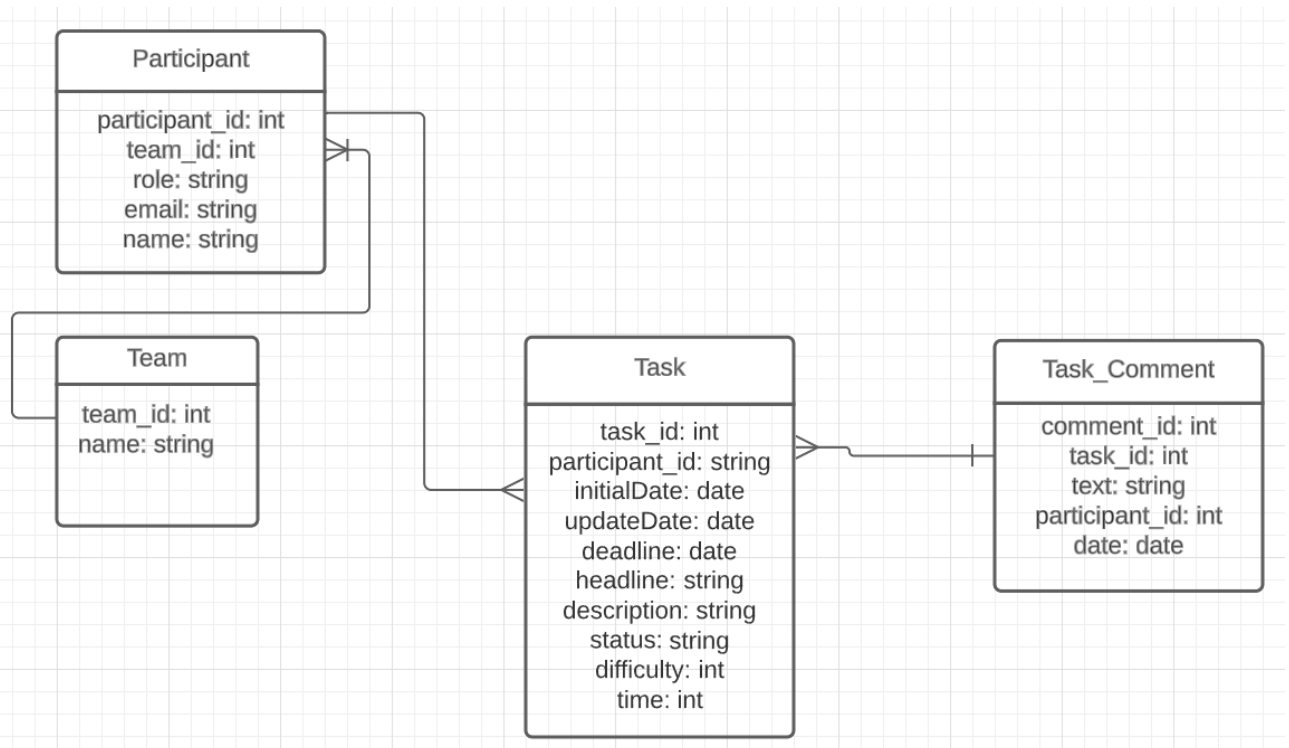 Participant
participant_id: int
team_id: int
role: string
email: string
name: string
Team
team_id: int
name: string
Task
task_id: int
participant_id: string
initialDate: date
updateDate: date
deadline: date
headline: string
description: string
status: string
difficulty: int
time: int
Task_Comment
comment_id: int
task_id: int
text: string
participant_id: int
date: date